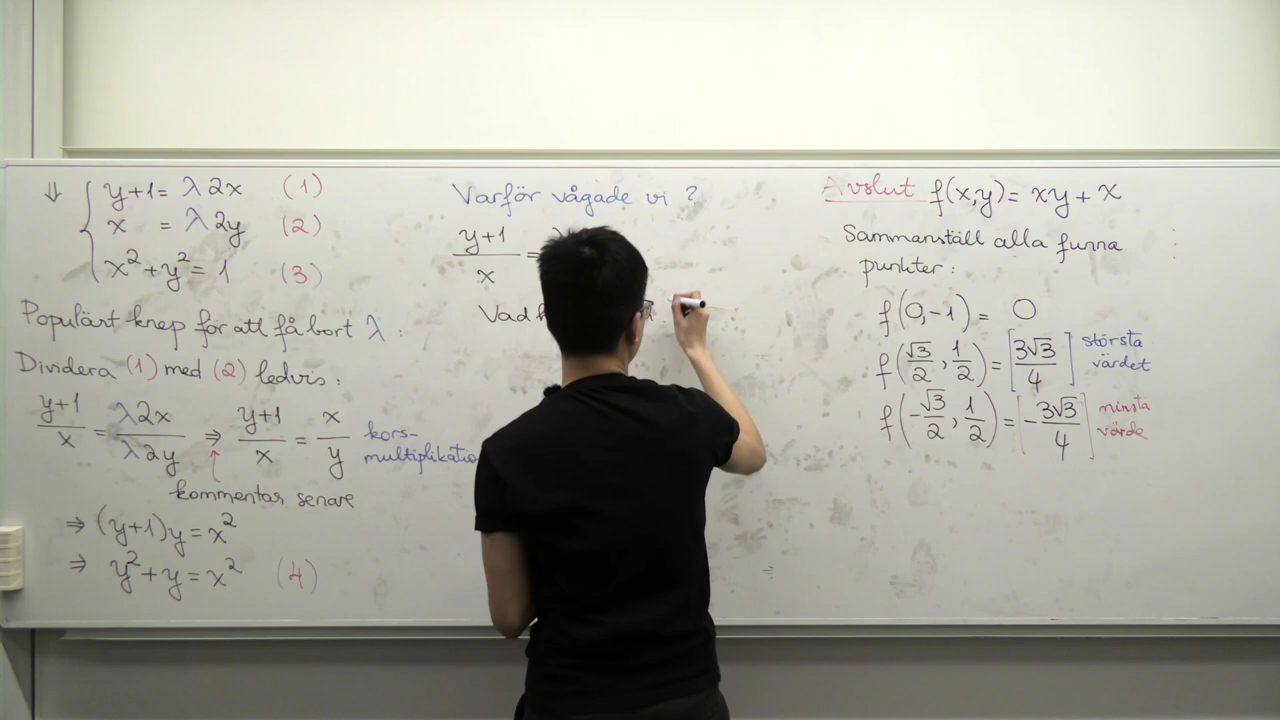 ⇓ { y+1 = λ 2x (1)
x = λ 2y (2)
x² + y² = 1 (3)
Populärt knep för att få bort λ :
Dividera (1) med (2) ledvis :
(y+1)/x = (λ2x)/(λ2y) ⇒ (y+1)/x = x/y kors-
multiplikatio
↑
kommentar senare
⇒ (y+1)y = x²
⇒ y² + y = x² (4)
Varför vågade vi ?
(y+1)/x =
Vad
Avslut f(x,y) = xy + x
Sammanställ alla funna
punkter :
f(0,-1) = 0
f(√3/2, 1/2) = [3√3/4] största
värdet
f(-√3/2, 1/2) = [-3√3/4] minsta
värde